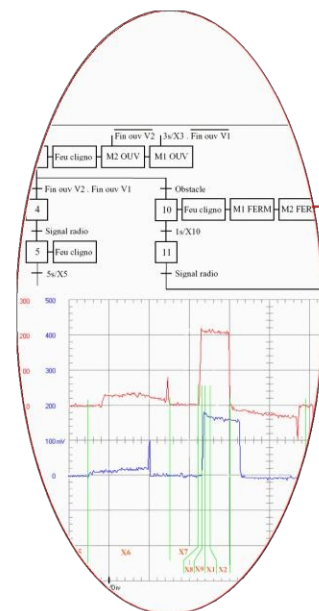 Fin ouv V2 3s/X3 . Fin ouv V1
Feu cligno M2 OUV M1 OUV
Fin ouv V2 . Fin ouv V1 Obstacle
4 10 Feu cligno M1 FERM M2 FERM
Signal radio 1s/X10
5 Feu cligno 11
5s/X5 Signal radio
500
200 400
100 300
0 200
100mV
0
X6 X7
X8 X9 X1 X2
/Div